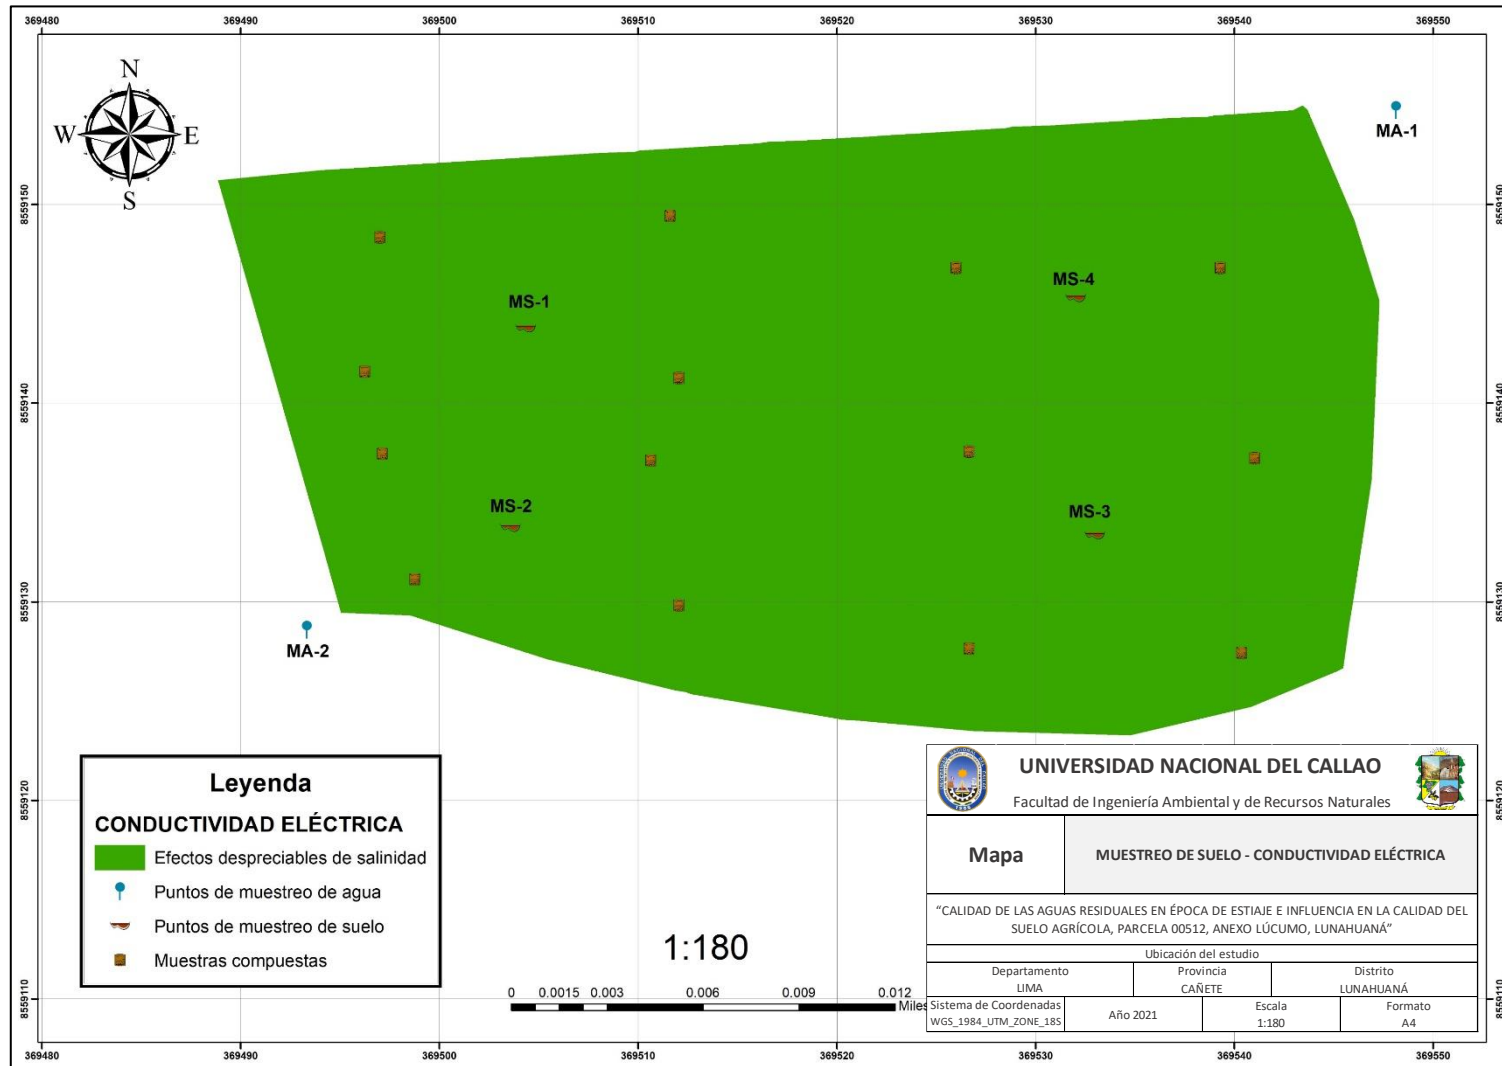 369480 369490 369500 369510 369520 369530 369540 369550
N
W E
S
MA-1
8559150 8559150
MS-4
MS-1
8559140 8559140
MS-2
MS-3
8559130 8559130
MA-2
Leyenda
CONDUCTIVIDAD ELÉCTRICA
Efectos despreciables de salinidad
Puntos de muestreo de agua
Puntos de muestreo de suelo
Muestras compuestas
8559120 8559120
1:180
0 0.0015 0.003 0.006 0.009 0.012
Miles
UNIVERSIDAD NACIONAL DEL CALLAO
Facultad de Ingeniería Ambiental y de Recursos Naturales
Mapa
MUESTREO DE SUELO - CONDUCTIVIDAD ELÉCTRICA
“CALIDAD DE LAS AGUAS RESIDUALES EN ÉPOCA DE ESTIAJE E INFLUENCIA EN LA CALIDAD DEL
SUELO AGRÍCOLA, PARCELA 00512, ANEXO LÚCUMO, LUNAHUANÁ”
Ubicación del estudio
Departamento Provincia Distrito
LIMA CAÑETE LUNAHUANÁ
Sistema de Coordenadas
WGS_1984_UTM_ZONE_18S
Año 2021
Escala
1:180
Formato
A4
8559110 8559110
369480 369490 369500 369510 369520 369530 369540 369550